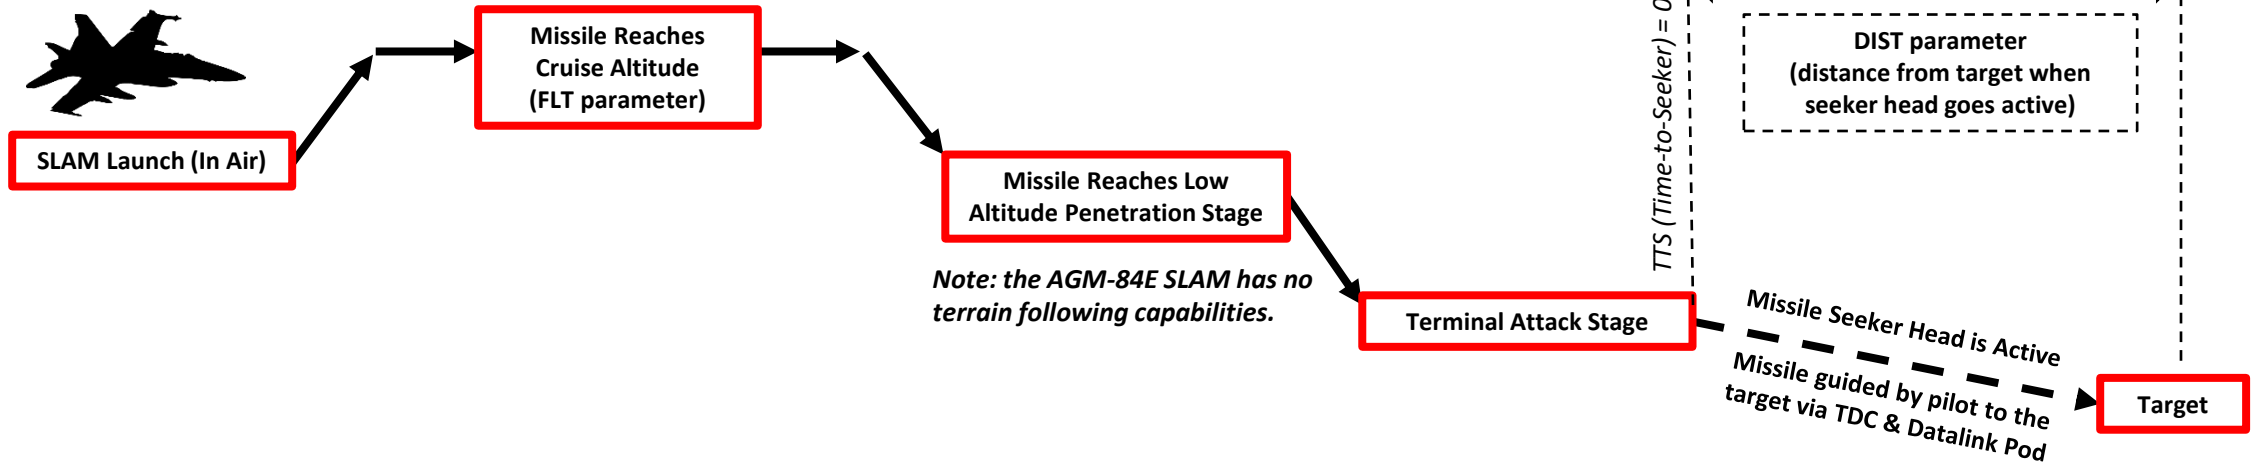 SLAM Launch (In Air)
Missile Reaches
Cruise Altitude
(FLT parameter)
Missile Reaches Low
Altitude Penetration Stage
Note: the AGM-84E SLAM has no
terrain following capabilities.
Terminal Attack Stage
TTS (Time-to-Seeker) = 0
DIST parameter
(distance from target when
seeker head goes active)
Missile Seeker Head is Active
Missile guided by pilot to the
target via TDC & Datalink Pod
Target